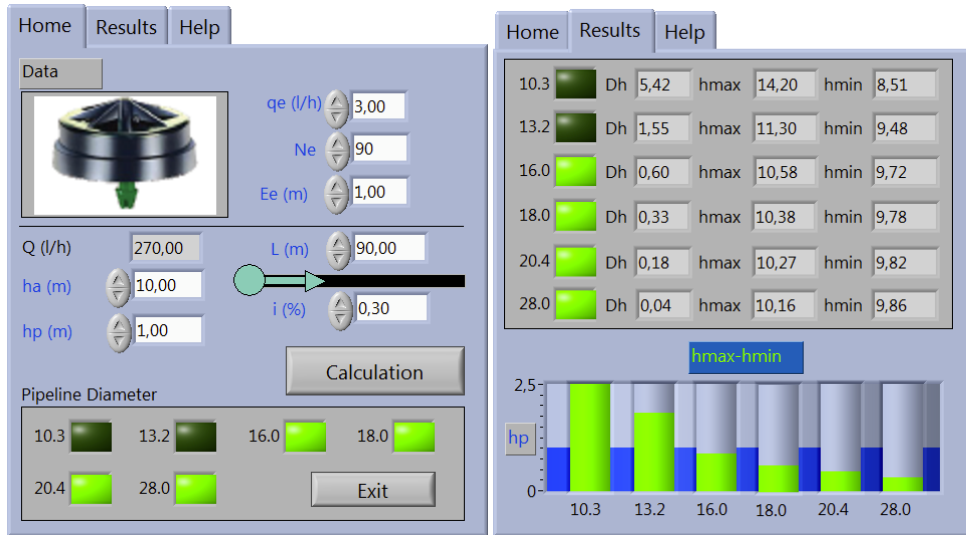 Home Results Help
Data
qe (l/h) 3,00
Ne 90
Ee (m) 1,00
Q (l/h) 270,00 L (m) 90,00
ha (m) 10,00
i (%) 0,30
hp (m) 1,00
Calculation
Pipeline Diameter
10.3 13.2 16.0 18.0
20.4 28.0 Exit
Home Results Help
10.3 Dh 5,42 hmax 14,20 hmin 8,51
13.2 Dh 1,55 hmax 11,30 hmin 9,48
16.0 Dh 0,60 hmax 10,58 hmin 9,72
18.0 Dh 0,33 hmax 10,38 hmin 9,78
20.4 Dh 0,18 hmax 10,27 hmin 9,82
28.0 Dh 0,04 hmax 10,16 hmin 9,86
hmax-hmin
2,5
hp
0
10.3 13.2 16.0 18.0 20.4 28.0